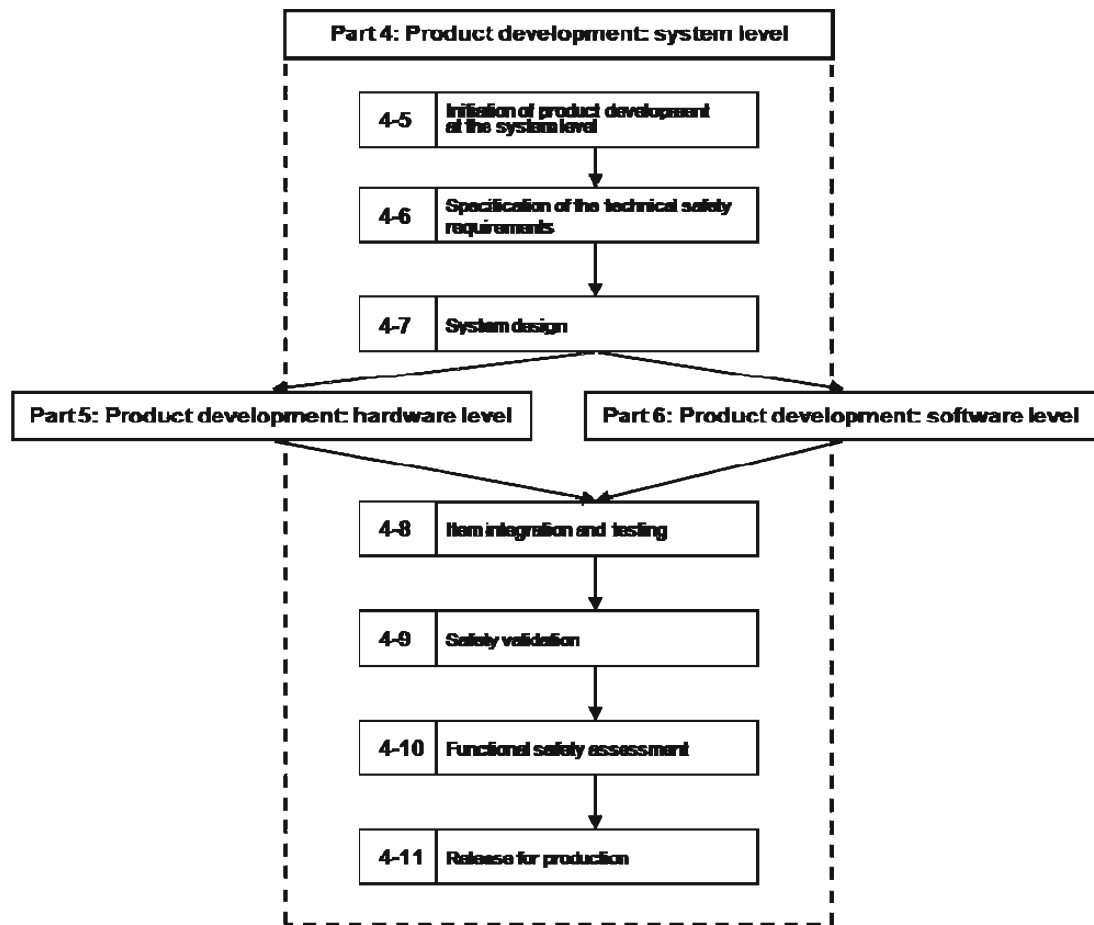 Part 4: Product development: system level
4-5
Initiation of product development
at the system level
4-6
Specification of the technical safety
requirements
4-7
System design
Part 5: Product development: hardware level
Part 6: Product development: software level
4-8
Item integration and testing
4-9
Safety validation
4-10
Functional safety assessment
4-11
Release for production